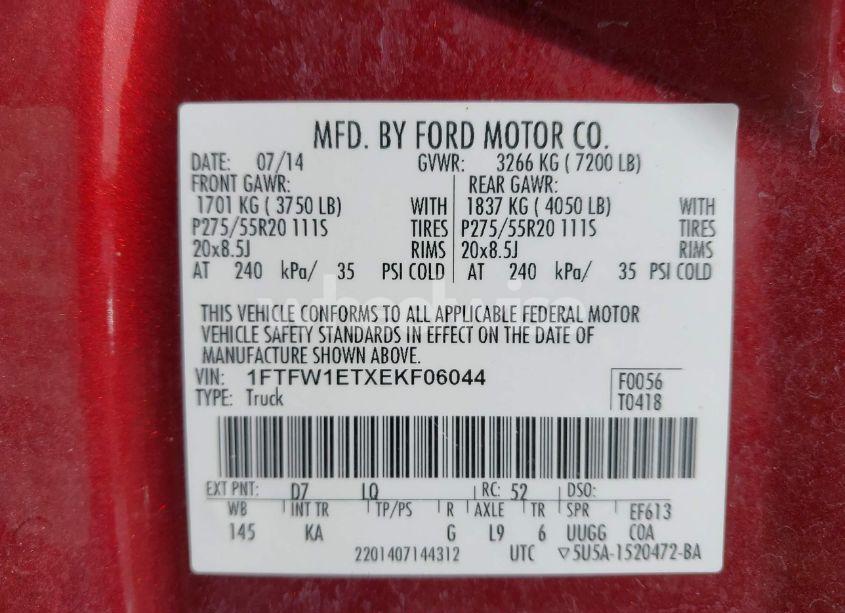 MFD. BY FORD MOTOR CO.
DATE: 07/14 GVWR: 3266 KG ( 7200 LB)
FRONT GAWR: REAR GAWR:
1701 KG ( 3750 LB) WITH 1837 KG ( 4050 LB) WITH
P275/55R20 111S TIRES P275/55R20 111S TIRES
20x8.5J RIMS 20x8.5J RIMS
AT 240 kPa/ 35 PSI COLD AT 240 kPa/ 35 PSI COLD
THIS VEHICLE CONFORMS TO ALL APPLICABLE FEDERAL MOTOR
VEHICLE SAFETY STANDARDS IN EFFECT ON THE DATE OF
MANUFACTURE SHOWN ABOVE.
VIN: 1FTFW1ETXEKF06044 F0056
TYPE: Truck T0418
EXT PNT: D7 LQ RC: 52 DSO:
WB INT TR TP/PS R AXLE TR SPR EF613
145 KA G L9 6 UUGG COA
2201407144312 UTC ▽5U5A-1520472-BA